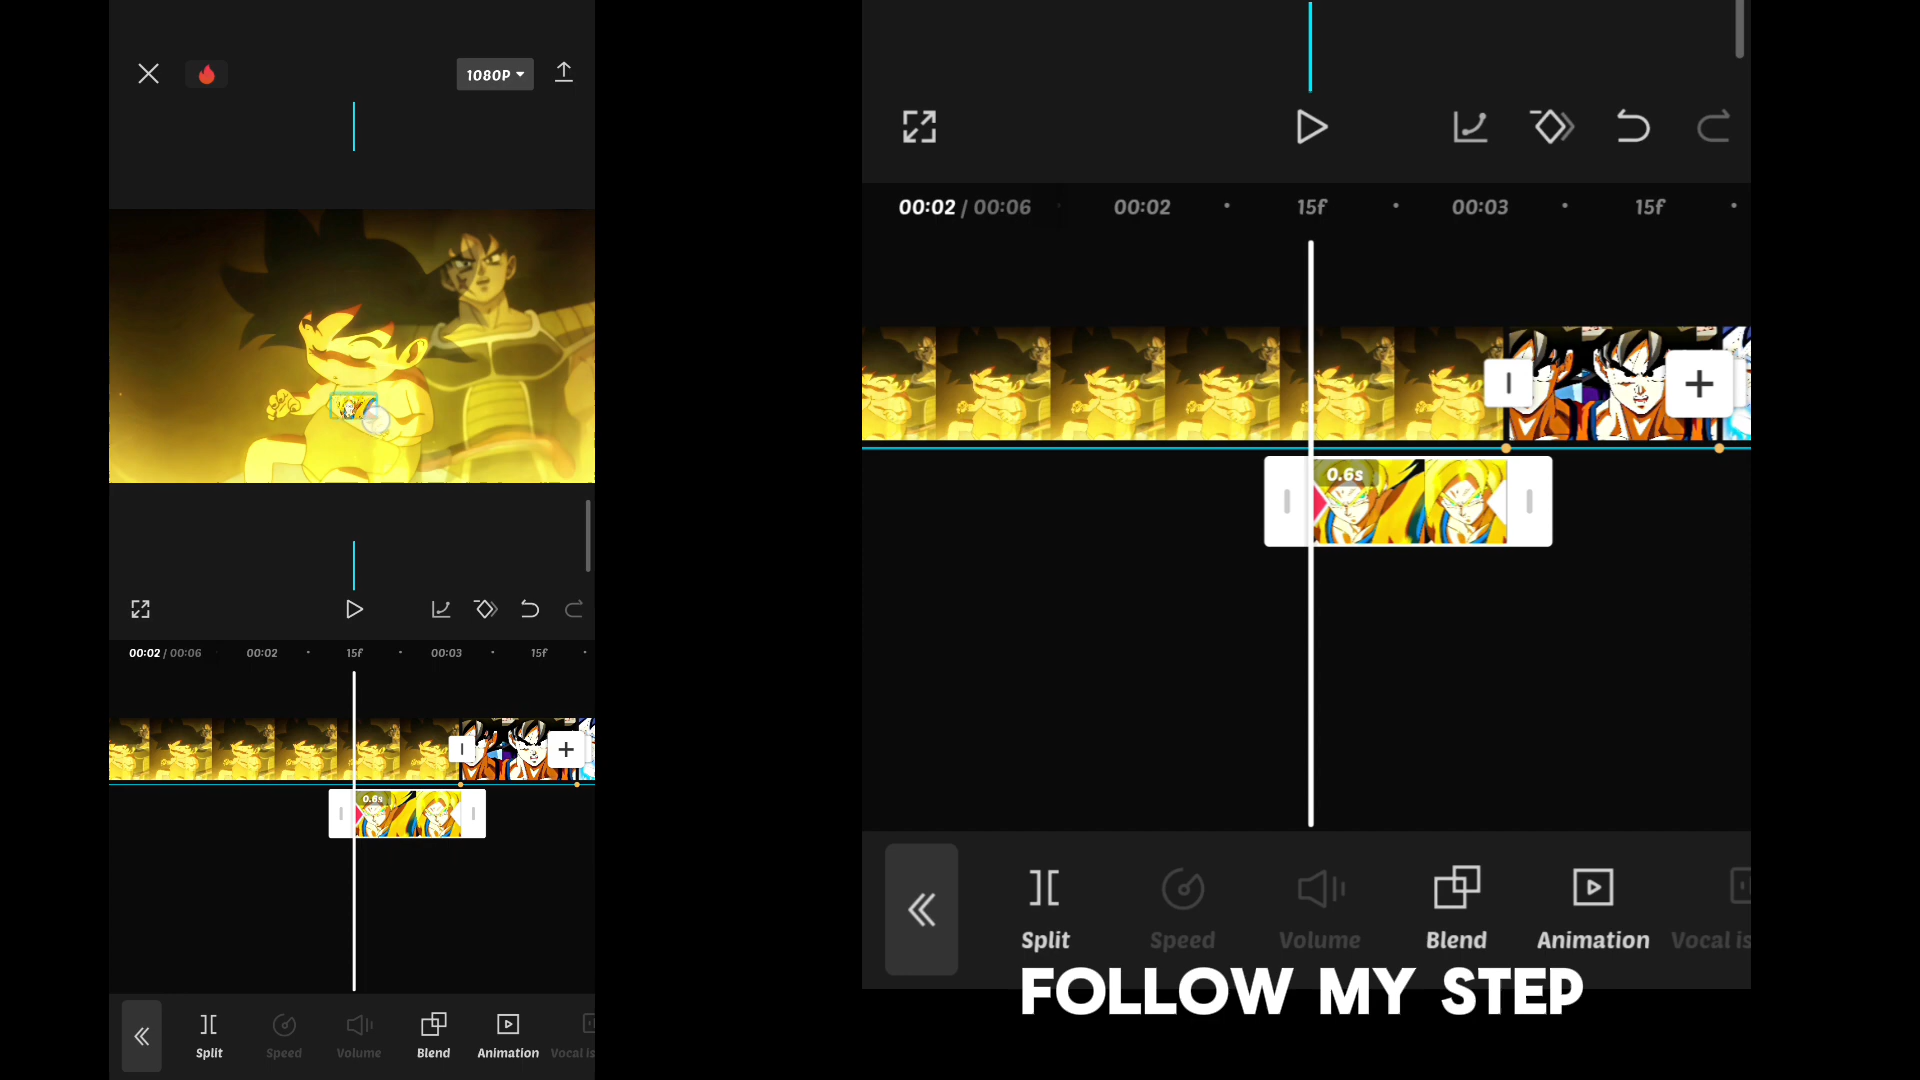 1080P
00:02 / 00:06 00:02 15f 00:03 15f
0.6s
Split Speed Volume Blend Animation Vocal is
00:02 / 00:06 00:02 15f 00:03 15f
0.6s
Split Speed Volume Blend Animation Vocal is
FOLLOW MY STEP